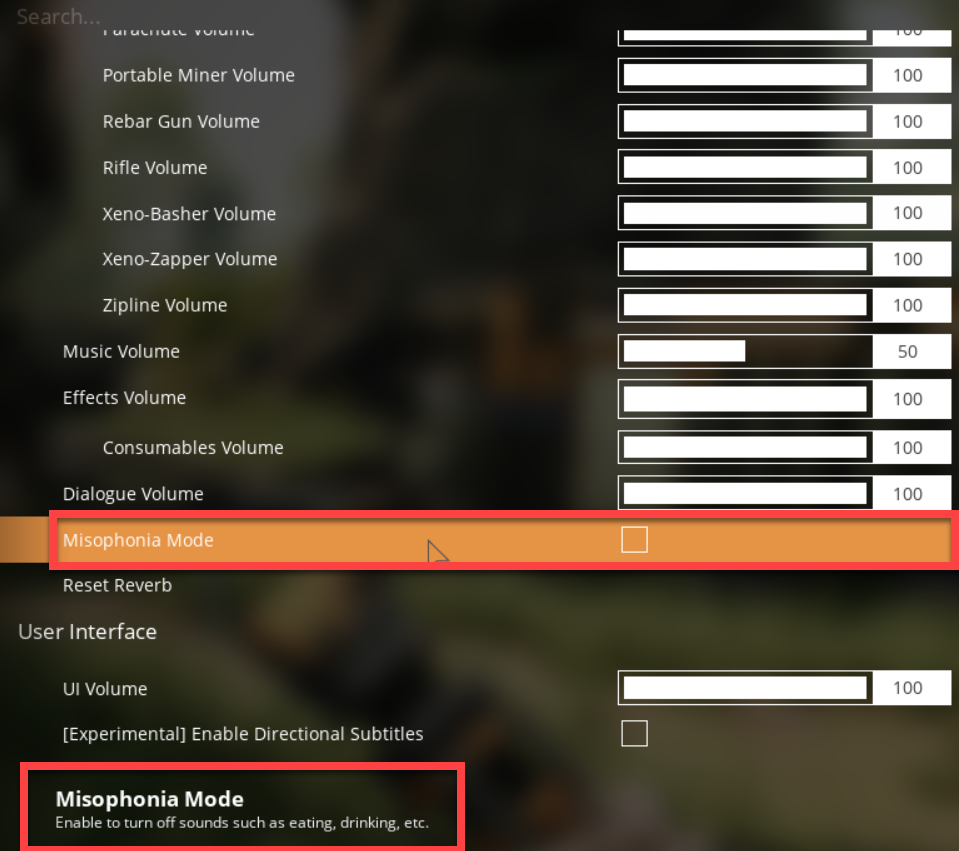 Search...
Parachute Volume 100
Portable Miner Volume 100
Rebar Gun Volume 100
Rifle Volume 100
Xeno-Basher Volume 100
Xeno-Zapper Volume 100
Zipline Volume 100
Music Volume 50
Effects Volume 100
Consumables Volume 100
Dialogue Volume 100
Misophonia Mode
Reset Reverb
User Interface
UI Volume 100
[Experimental] Enable Directional Subtitles
Misophonia Mode
Enable to turn off sounds such as eating, drinking, etc.